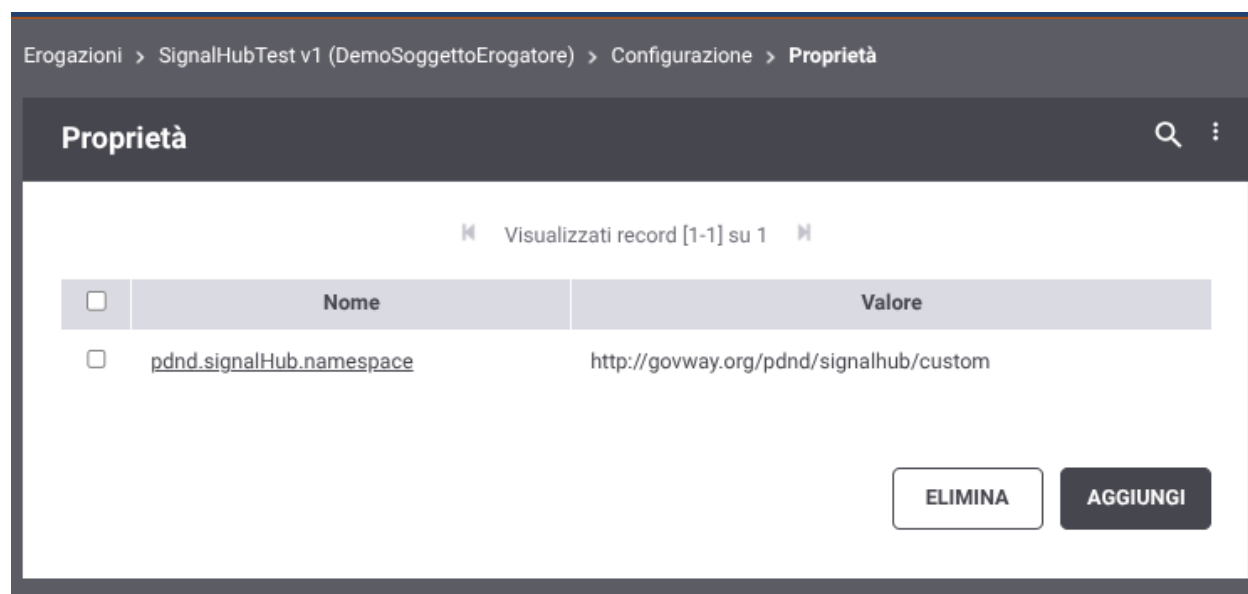 Erogazioni > SignalHubTest v1 (DemoSoggettoErogatore) > Configurazione > Proprietà
Proprietà
Visualizzati record [1-1] su 1
Nome Valore
pdnd.signalHub.namespace http://govway.org/pdnd/signalhub/custom
ELIMINA AGGIUNGI